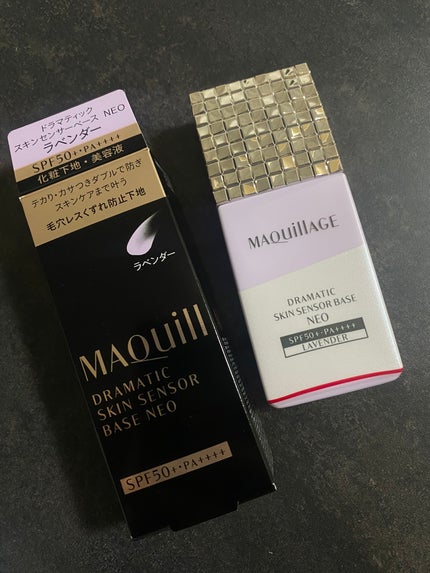 ドラマティック
スキンセンサーベース NEO
ラベンダー
SPF50+・PA++++
化粧下地・美容液
テカリ・カサつきダブルで防ぎ
スキンケアまで叶う
毛穴レスくずれ防止下地
ラベンダー
MAQuill
DRAMATIC
SKIN SENSOR
BASE NEO
SPF50+・PA++++
MAQuillAGE
DRAMATIC
SKIN SENSOR BASE
NEO
SPF50+・PA++++
LAVENDER